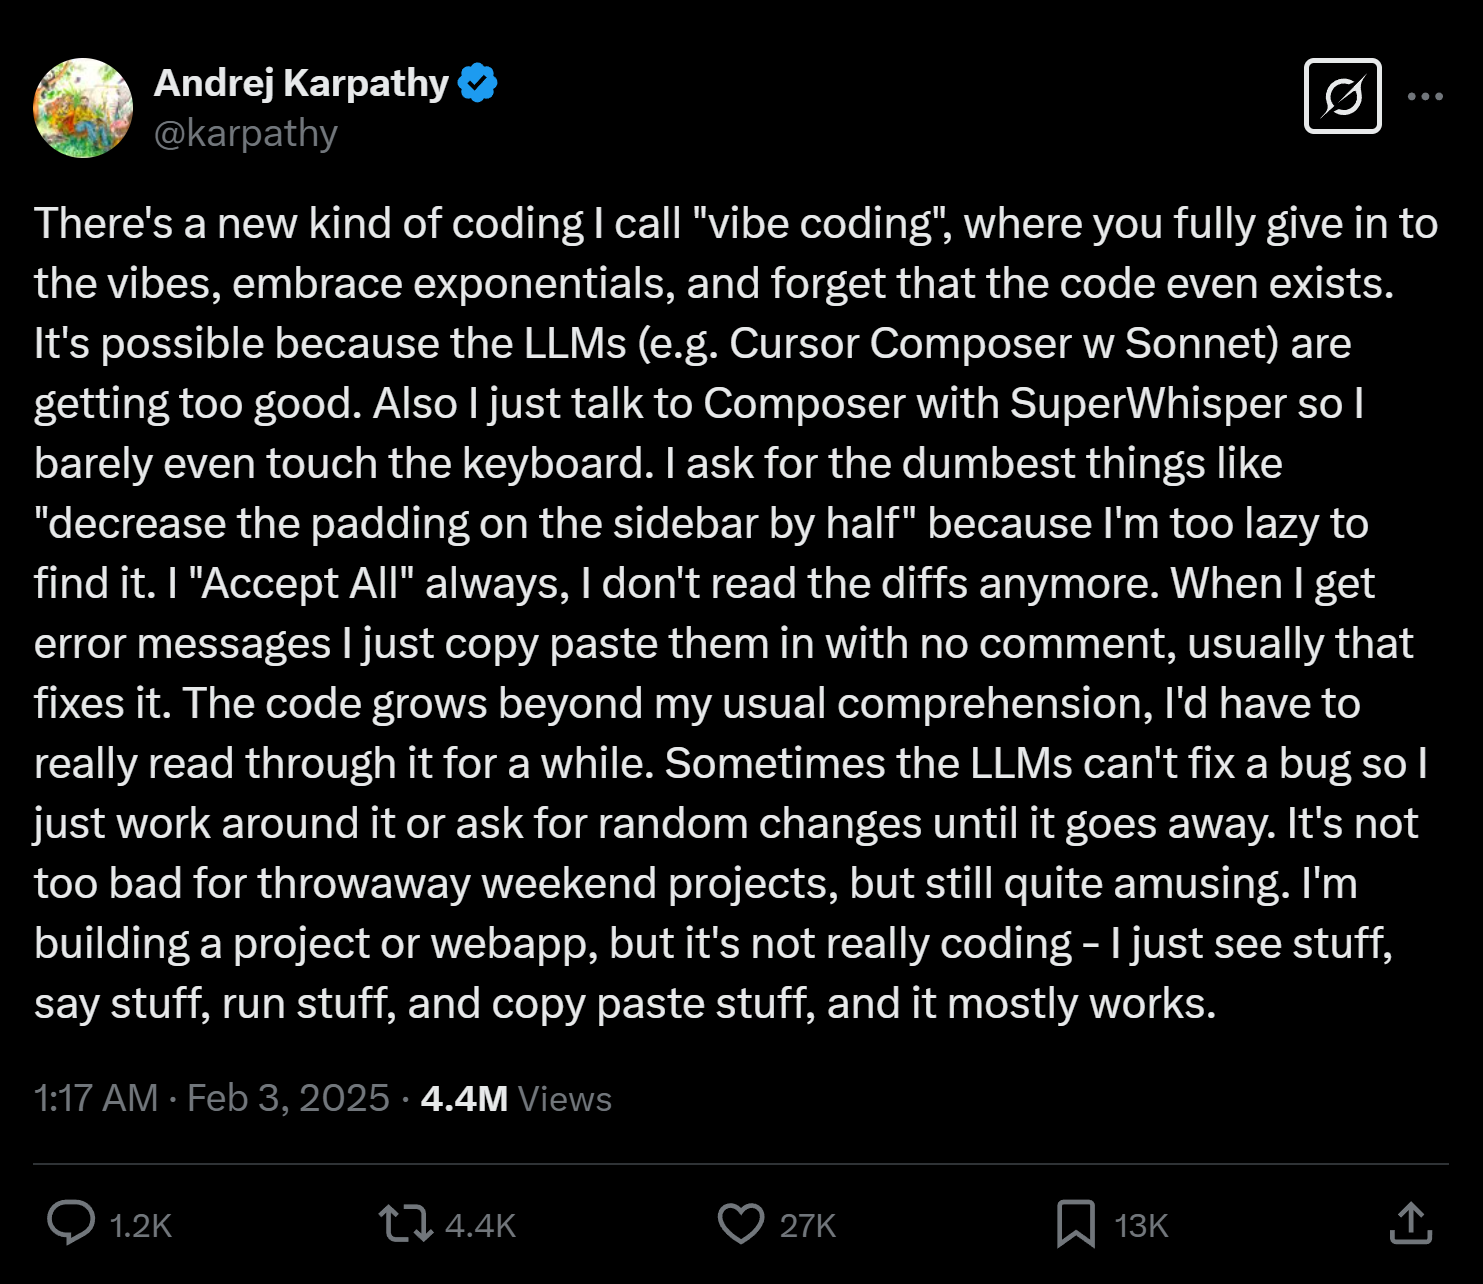 Andrej Karpathy
@karpathy
There's a new kind of coding I call "vibe coding", where you fully give in to
the vibes, embrace exponentials, and forget that the code even exists.
It's possible because the LLMs (e.g. Cursor Composer w Sonnet) are
getting too good. Also I just talk to Composer with SuperWhisper so I
barely even touch the keyboard. I ask for the dumbest things like
"decrease the padding on the sidebar by half" because I'm too lazy to
find it. I "Accept All" always, I don't read the diffs anymore. When I get
error messages I just copy paste them in with no comment, usually that
fixes it. The code grows beyond my usual comprehension, I'd have to
really read through it for a while. Sometimes the LLMs can't fix a bug so I
just work around it or ask for random changes until it goes away. It's not
too bad for throwaway weekend projects, but still quite amusing. I'm
building a project or webapp, but it's not really coding – I just see stuff,
say stuff, run stuff, and copy paste stuff, and it mostly works.
1:17 AM · Feb 3, 2025 · 4.4M Views
1.2K 4.4K 27K 13K